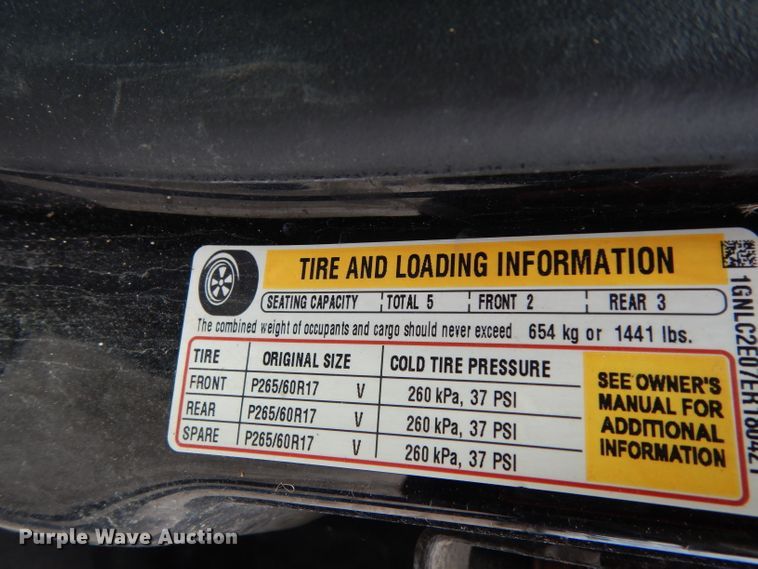 TIRE AND LOADING INFORMATION
SEATING CAPACITY TOTAL 5 FRONT 2 REAR 3
The combined weight of occupants and cargo should never exceed 654 kg or 1441 lbs.
TIRE ORIGINAL SIZE COLD TIRE PRESSURE
FRONT P265/60R17 V 260 kPa, 37 PSI
REAR P265/60R17 V 260 kPa, 37 PSI
SPARE P265/60R17 V 260 kPa, 37 PSI
SEE OWNER'S
MANUAL FOR
ADDITIONAL
INFORMATION
1GNLC2E07ER180421
Purple Wave Auction